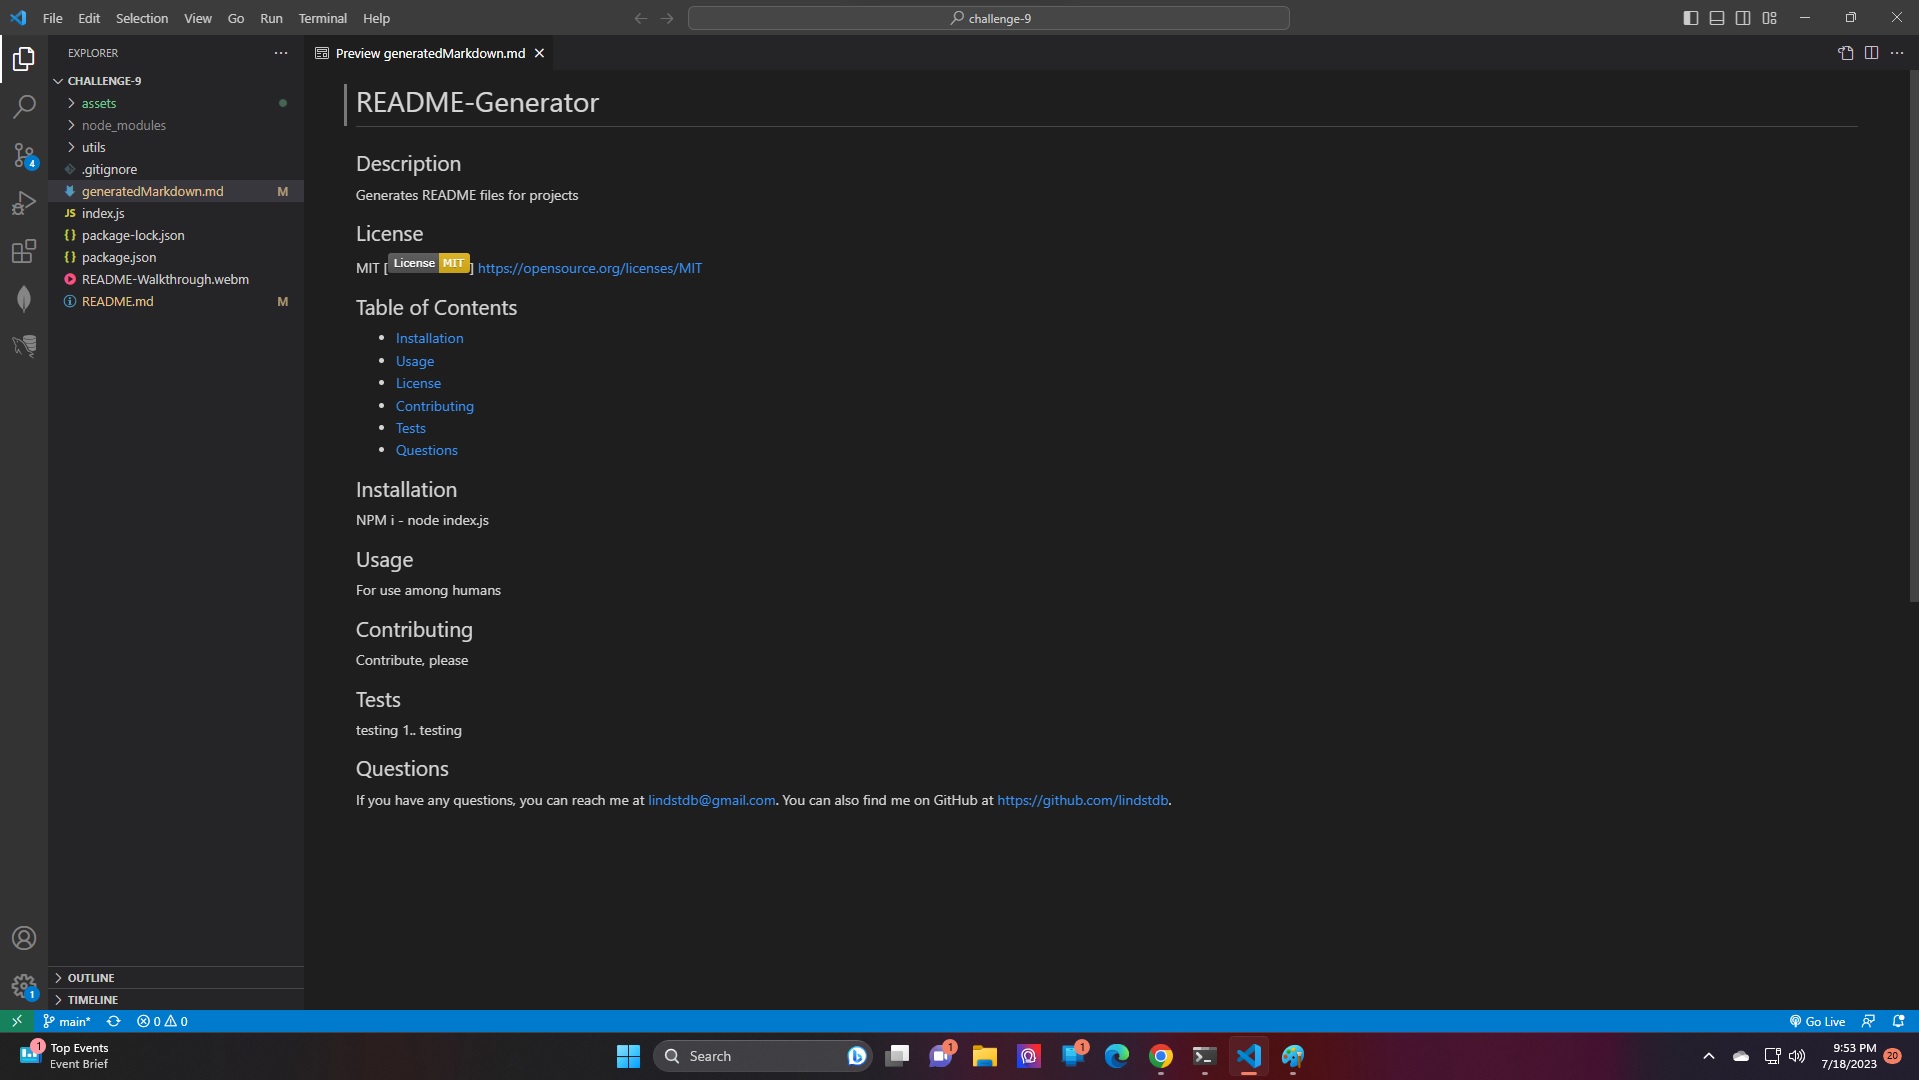 File Edit Selection View Go Run Terminal Help
challenge-9
EXPLORER
Preview generatedMarkdown.md
CHALLENGE-9
assets
node_modules
utils
.gitignore
generatedMarkdown.md M
JS index.js
{} package-lock.json
{} package.json
README-Walkthrough.webm
README.md M
4
README-Generator
Description
Generates README files for projects
License
MIT [License MIT] https://opensource.org/licenses/MIT
Table of Contents
• Installation
• Usage
• License
• Contributing
• Tests
• Questions
Installation
NPM i - node index.js
Usage
For use among humans
Contributing
Contribute, please
Tests
testing 1.. testing
Questions
If you have any questions, you can reach me at lindstdb@gmail.com. You can also find me on GitHub at https://github.com/lindstdb.
OUTLINE
1
TIMELINE
main* 0 0 Go Live
1 Top Events
Event Brief
Search
1
1
9:53 PM
7/18/2023
20